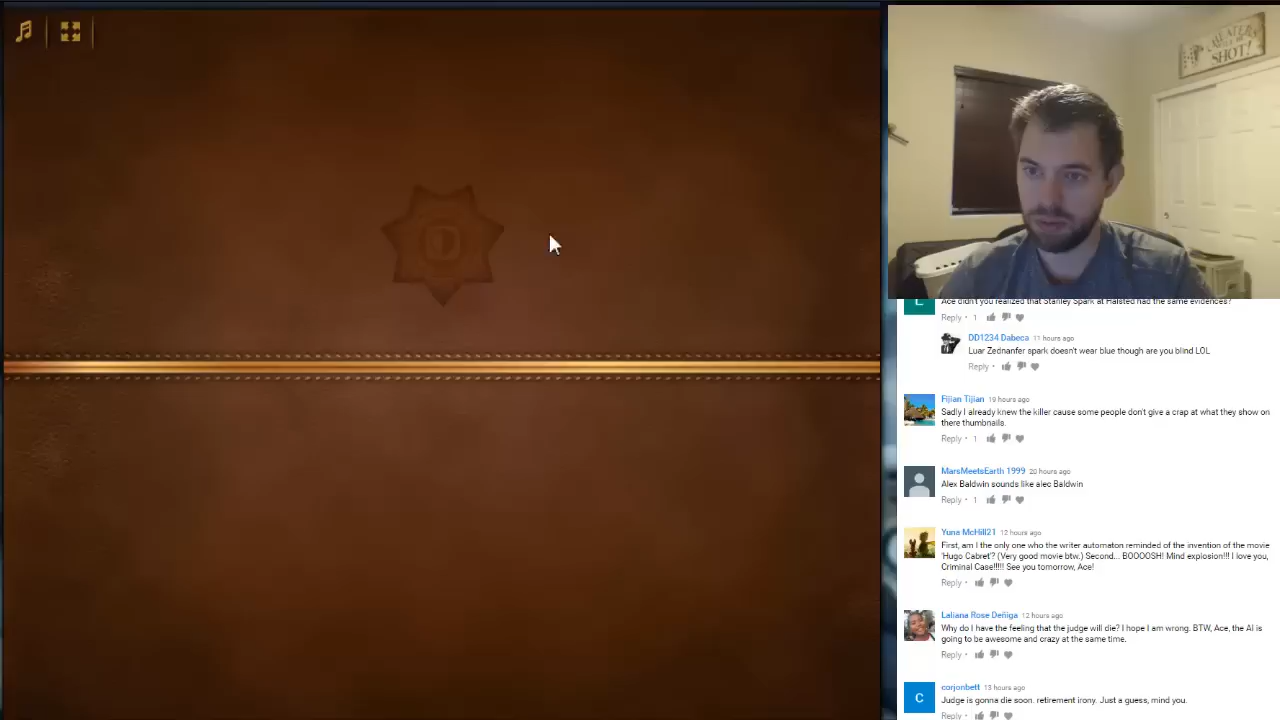 SHOT!
Ace didn't you realized that Stanley Spark at Halsted had the same evidences?
Reply • 1
DD1234 Dabeca 11 hours ago
Luar Zednanfer spark doesn't wear blue though are you blind LOL
Reply •
Fijian Tijian 19 hours ago
Sadly I already knew the killer cause some people don't give a crap at what they show on
there thumbnails.
Reply • 1
MarsMeetsEarth 1999 20 hours ago
Alex Baldwin sounds like alec Baldwin
Reply • 1
Yuna McHill21 12 hours ago
First, am I the only one who the writer automaton reminded of the invention of the movie
'Hugo Cabret'? (Very good movie btw.) Second... BOOOOSH! Mind explosion!!! I love you,
Criminal Case!!!!! See you tomorrow, Ace!
Reply •
Laliana Rose Deñiga 12 hours ago
Why do I have the feeling that the judge will die? I hope I am wrong. BTW, Ace, the AI is
going to be awesome and crazy at the same time.
Reply •
C
corjonbett 13 hours ago
Judge is gonna die soon. retirement irony. Just a guess, mind you.
Reply •